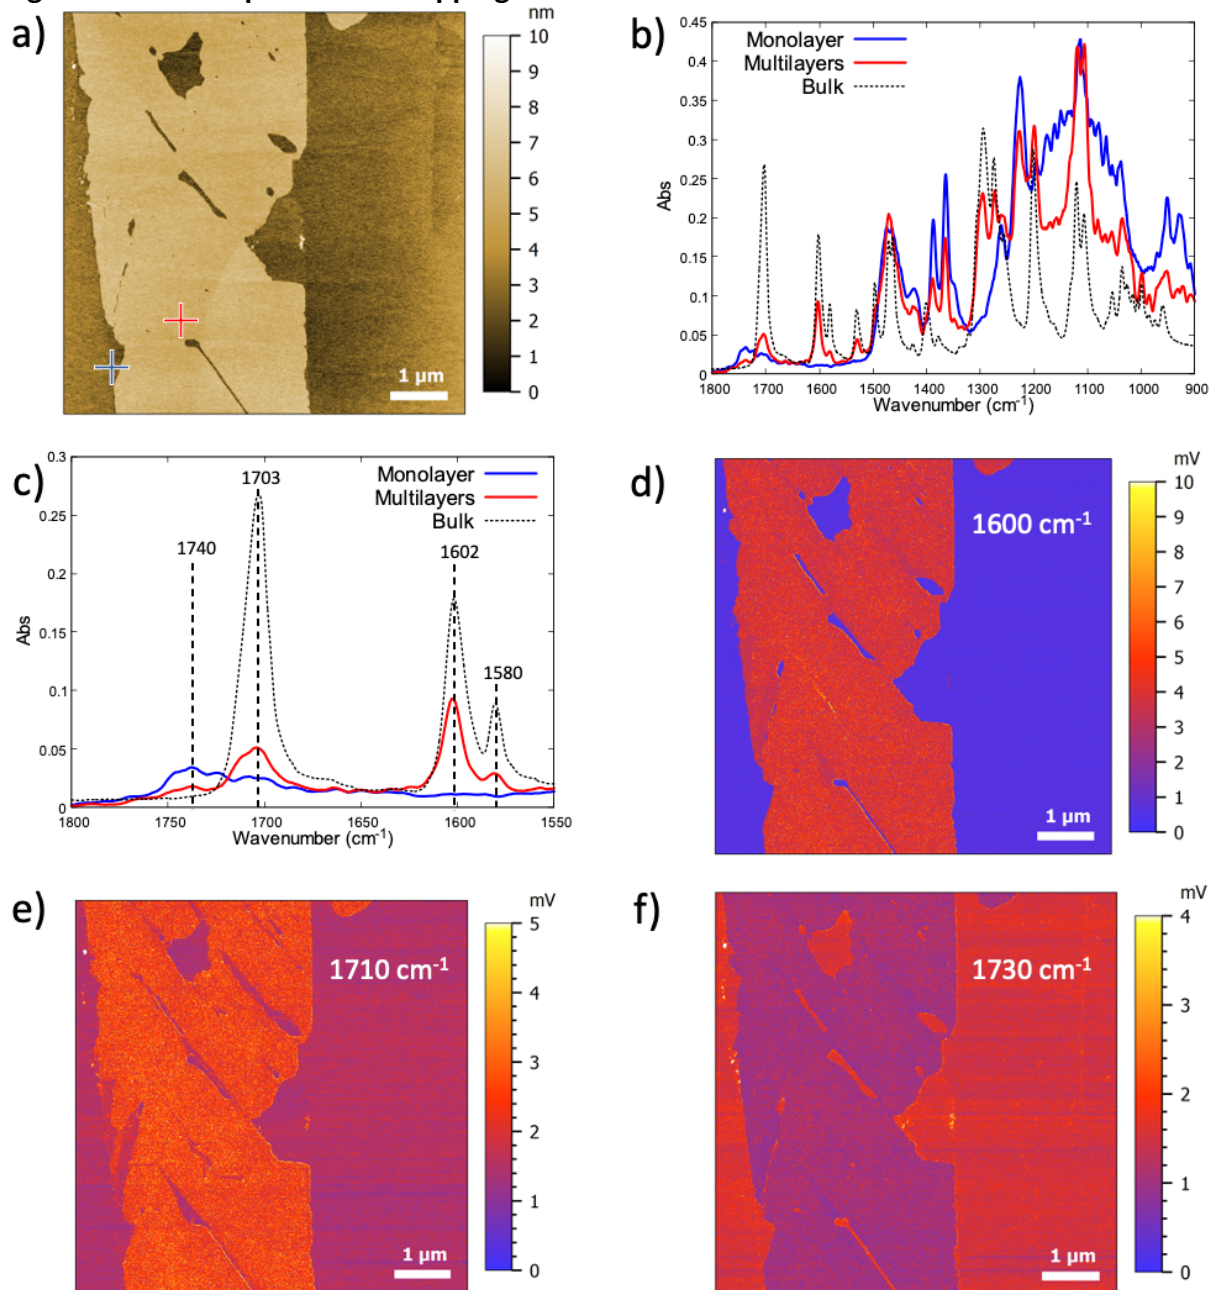 a)
nm
10
9
8
7
6
5
4
3
2
1
0
1 µm
b)
Monolayer
Multilayers
Bulk
0.45
0.4
0.35
0.3
0.25
0.2
0.15
0.1
0.05
0
Abs
1800 1700 1600 1500 1400 1300 1200 1100 1000 900
Wavenumber (cm-1)
c)
Monolayer
Multilayers
Bulk
1703
1740
1602
1580
0.3
0.25
0.2
0.15
0.1
0.05
0
Abs
1800 1750 1700 1650 1600 1550
Wavenumber (cm-1)
d)
1600 cm-1
mV
10
9
8
7
6
5
4
3
2
1
0
1 µm
e)
1710 cm-1
mV
5
4
3
2
1
0
1 µm
f)
1730 cm-1
mV
4
3
2
1
0
1 µm